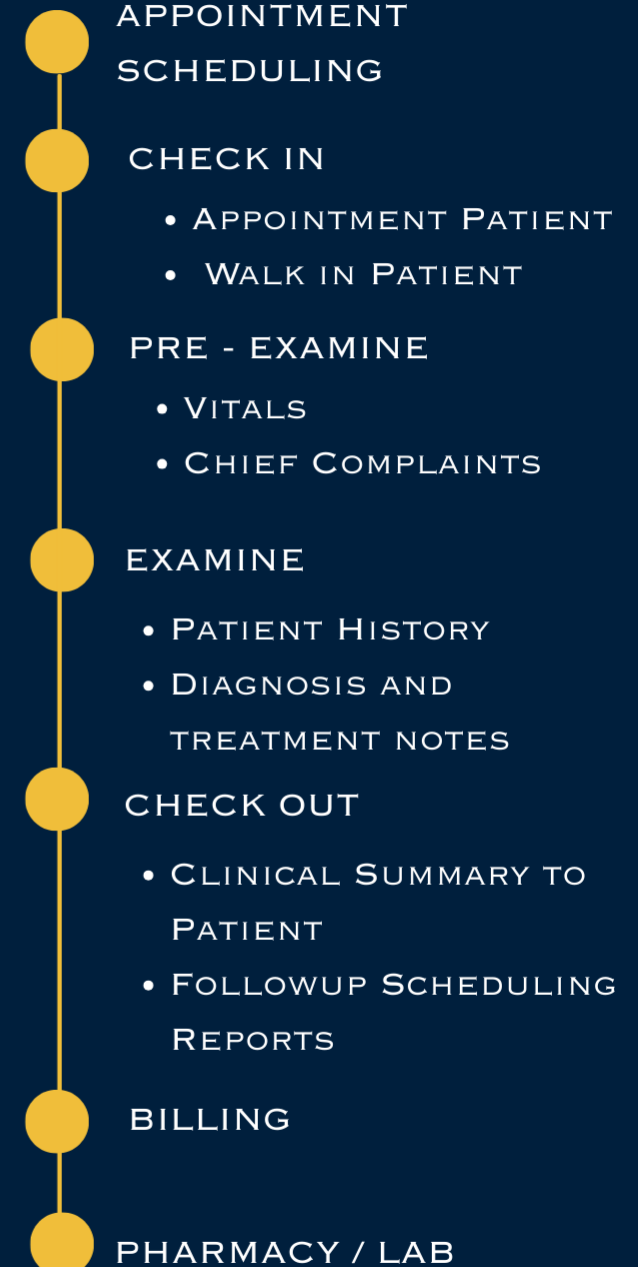 APPOINTMENT
SCHEDULING
CHECK IN
• APPOINTMENT PATIENT
• WALK IN PATIENT
PRE - EXAMINE
• VITALS
• CHIEF COMPLAINTS
EXAMINE
• PATIENT HISTORY
• DIAGNOSIS AND
TREATMENT NOTES
CHECK OUT
• CLINICAL SUMMARY TO
PATIENT
• FOLLOWUP SCHEDULING
REPORTS
BILLING
PHARMACY / LAB